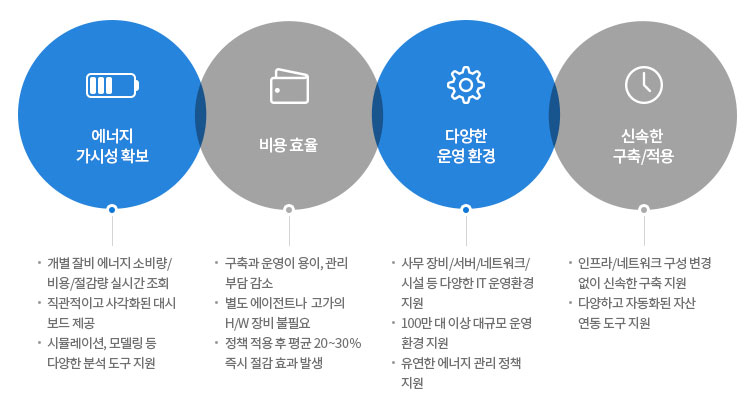 에너지
가시성 확보
비용 효율
다양한
운영 환경
신속한
구축/적용
• 개별 잘비 에너지 소비량/
비용/절감량 실시간 조회
• 직관적이고 사각화된 대시
보드 제공
• 시뮬레이션, 모델링 등
다양한 분석 도구 지원
• 구축과 운영이 용이, 관리
부담 감소
• 별도 에이전트나 고가의
H/W 장비 불필요
• 정책 적용 후 평균 20~30%
즉시 절감 효과 발생
• 사무 장비/서버/네트워크/
시설 등 다양한 IT 운영환경
지원
• 100만 대 이상 대규모 운영
환경 지원
• 유연한 에너지 관리 정책
지원
• 인프라/네트워크 구성 변경
없이 신속한 구축 지원
• 다양하고 자동화된 자산
연동 도구 지원